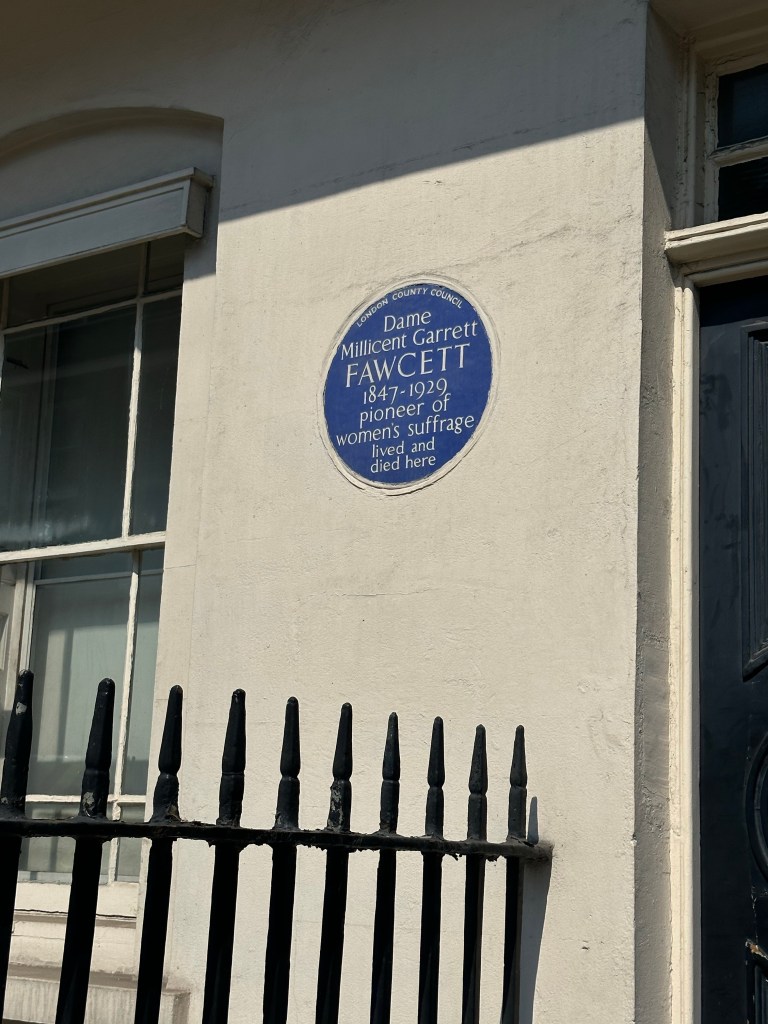 LONDON COUNTY COUNCIL
Dame
Millicent Garrett
FAWCETT
1847-1929
pioneer of
women's suffrage
lived and
died here